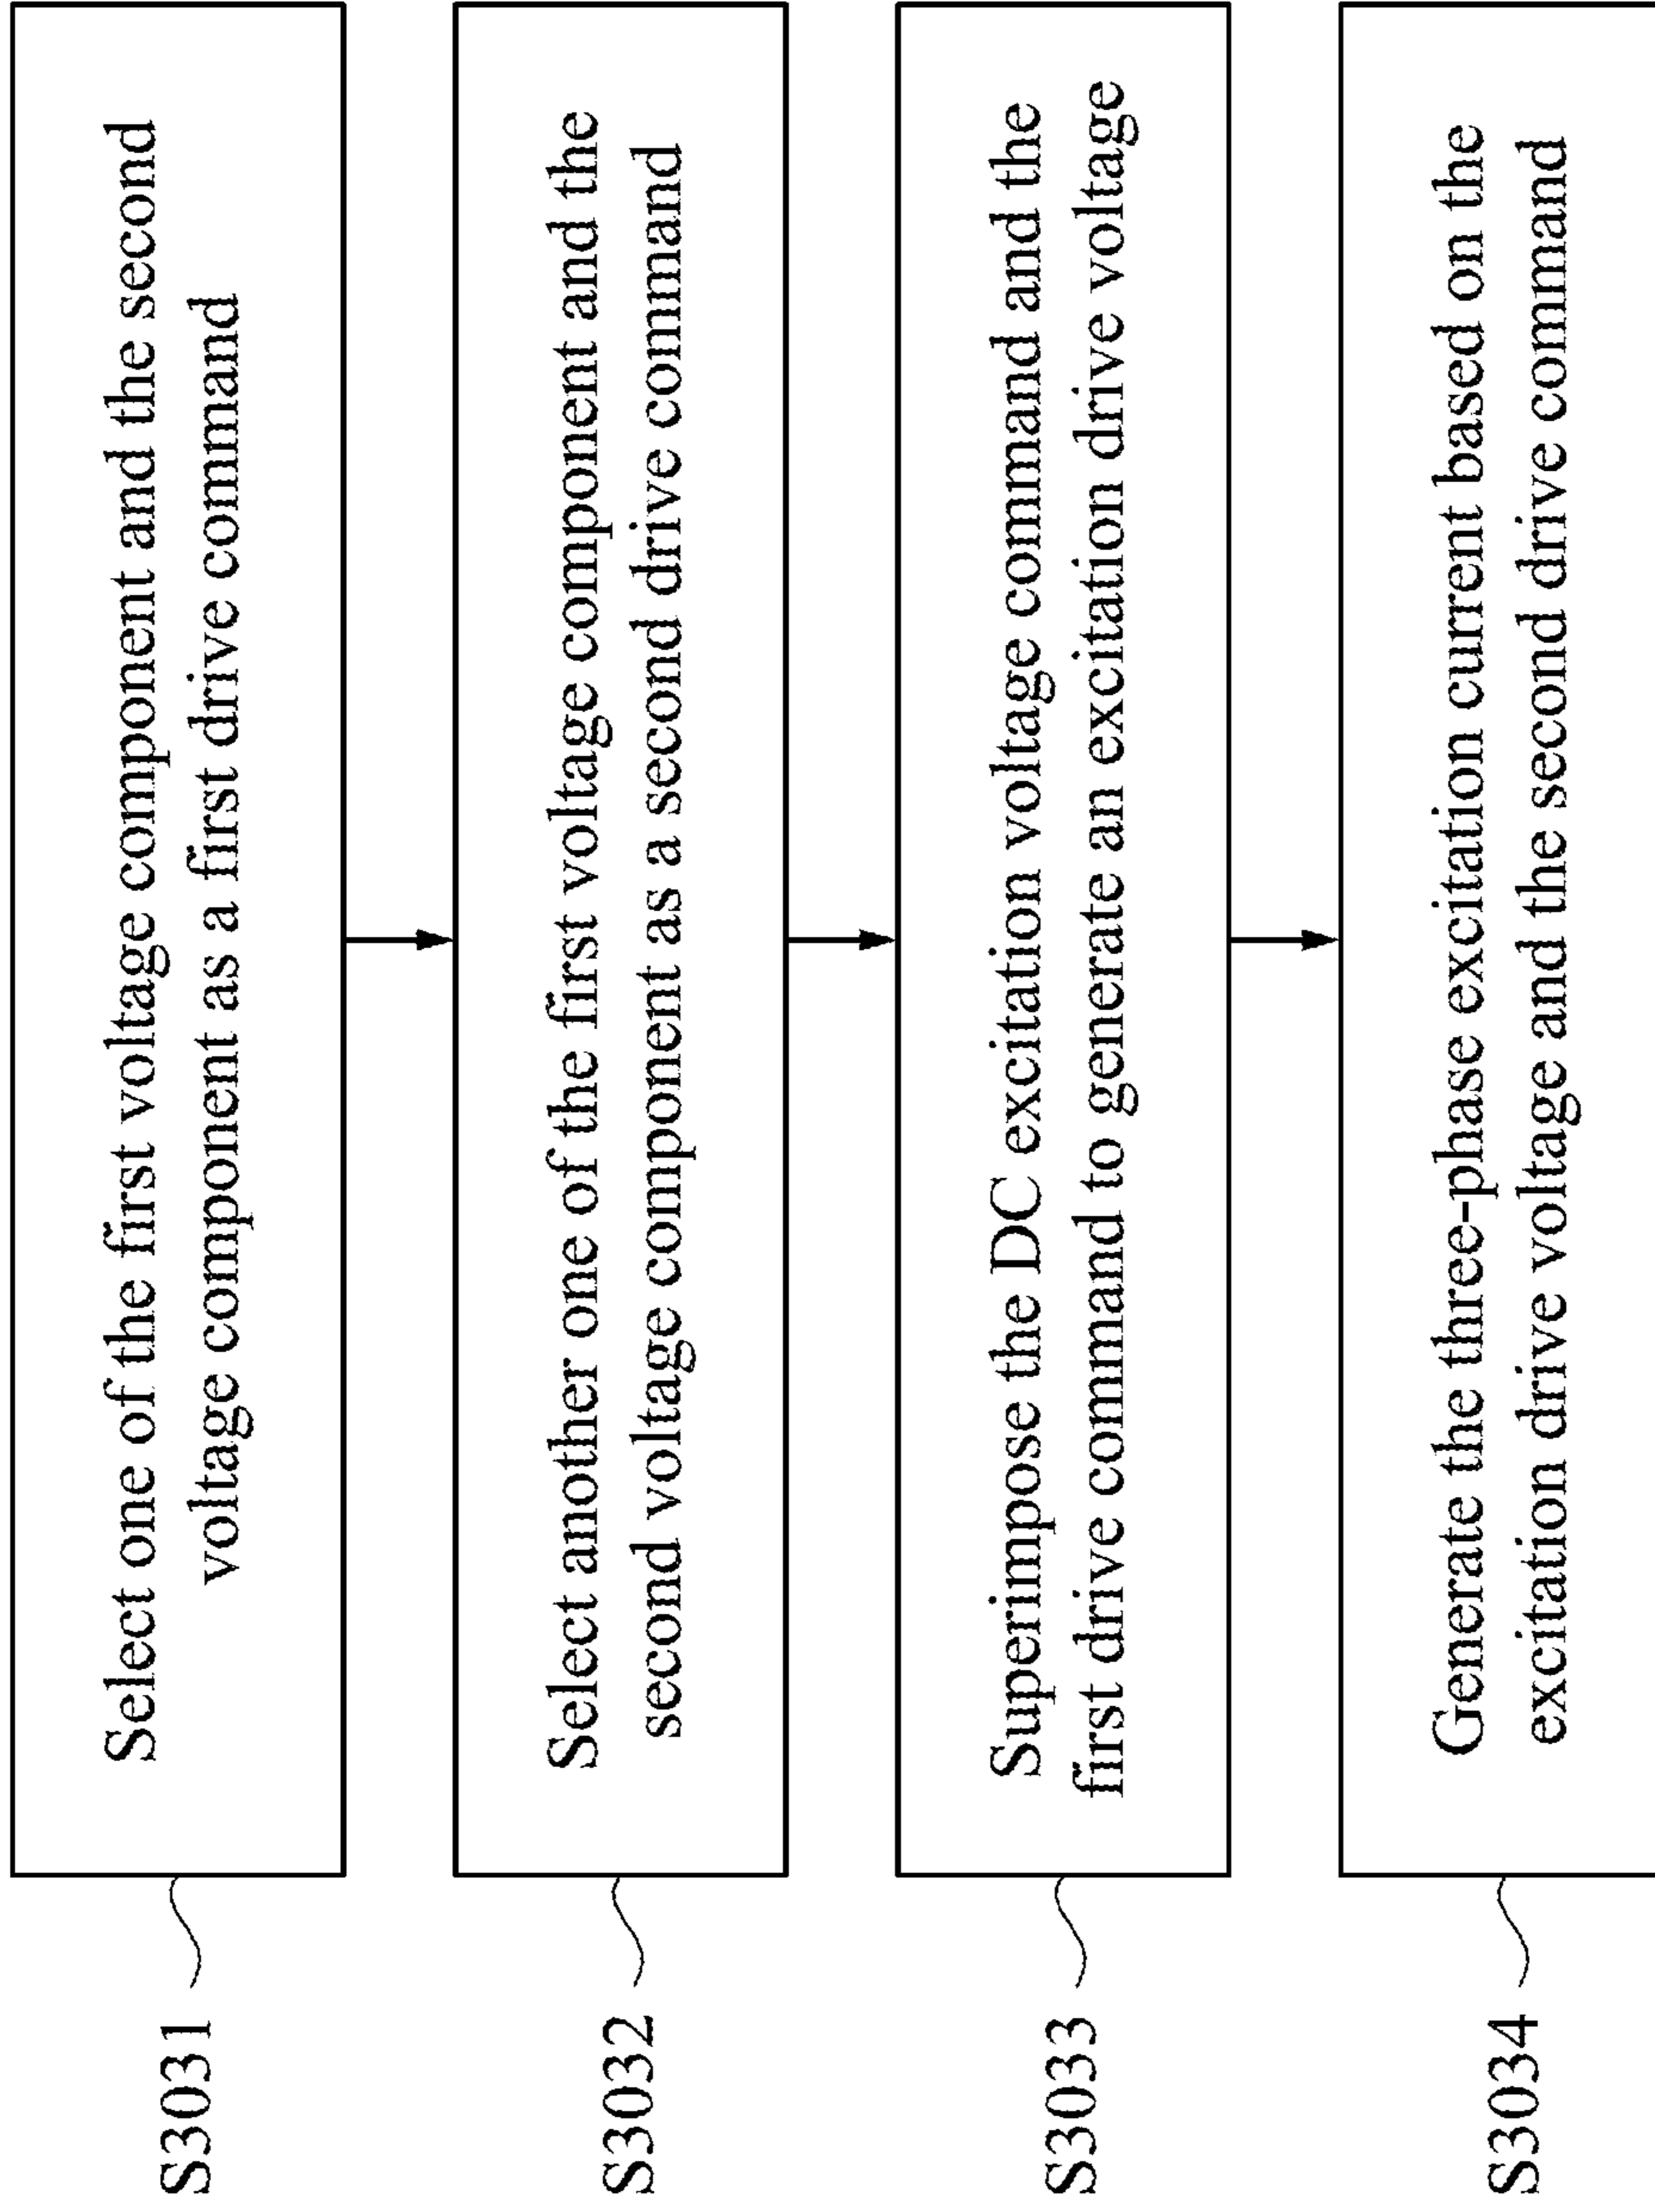 S3031
Select one of the first voltage component and the second
voltage component as a first drive command
S3032
Select another one of the first voltage component and the
second voltage component as a second drive command
S3033
Superimpose the DC excitation voltage command and the
first drive command to generate an excitation drive voltage
S3034
Generate the three-phase excitation current based on the
excitation drive voltage and the second drive command